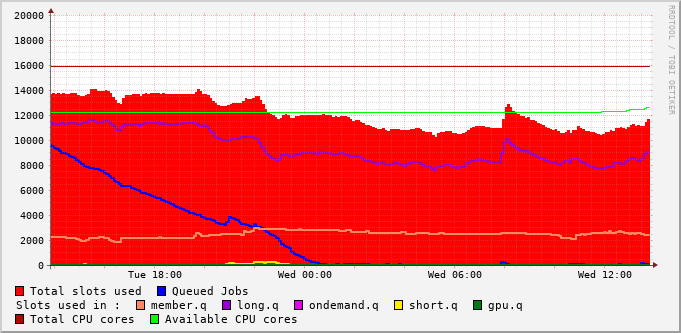 20000
18000
16000
14000
12000
10000
8000
6000
4000
2000
0
Tue 18:00 Wed 00:00 Wed 06:00 Wed 12:00
Total slots used Queued Jobs
Slots used in : member.q long.q ondemand.q short.q gpu.q
Total CPU cores Available CPU cores
RRDTOOL / TOBI OETIKER